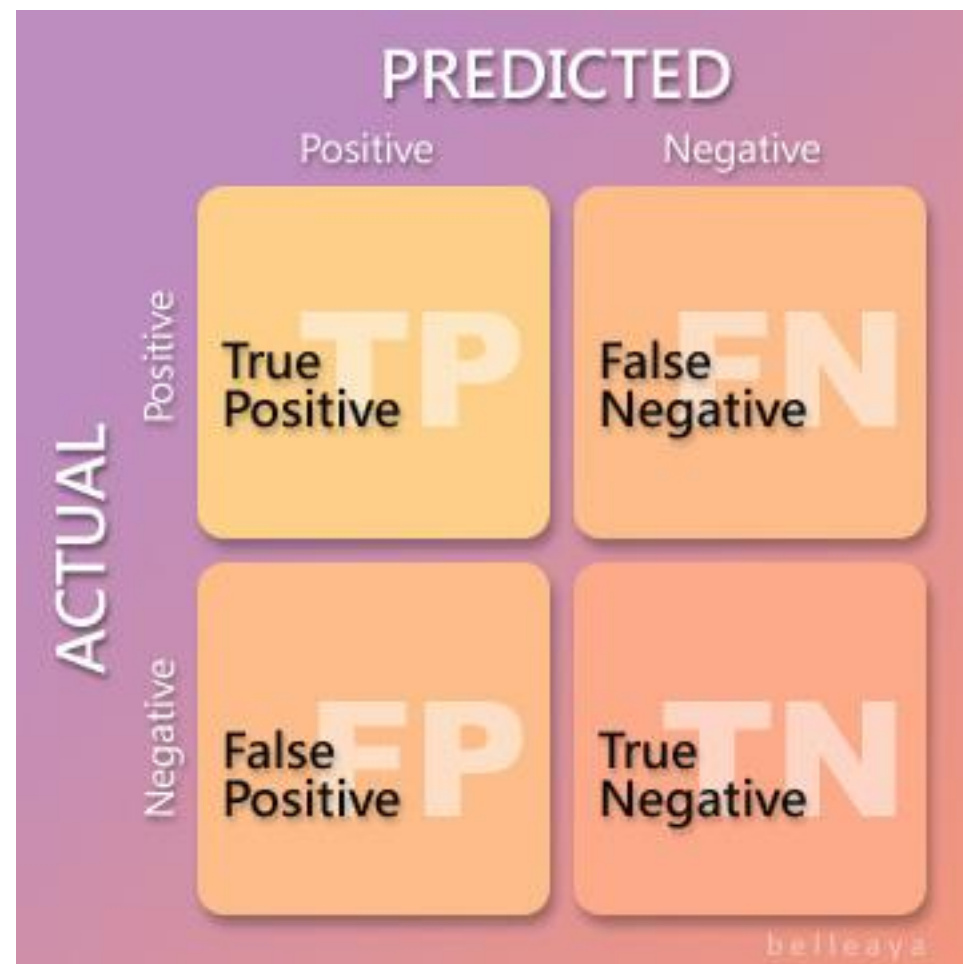 PREDICTED
Positive Negative
ACTUAL
Positive
TP
True
Positive
FN
False
Negative
Negative
FP
False
Positive
TN
True
Negative
belleaya